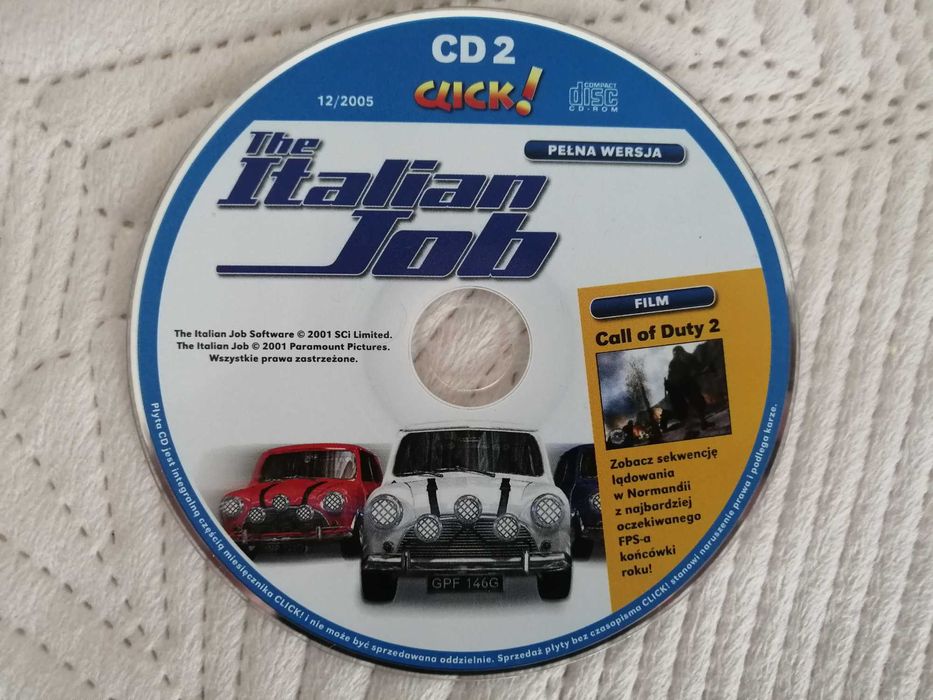 CD 2
CLICK!
12/2005
COMPACT
disc
CD-ROM
The
Italian
Job
PEŁNA WERSJA
The Italian Job Software © 2001 SCi Limited.
The Italian Job © 2001 Paramount Pictures.
Wszystkie prawa zastrzeżone.
FILM
Call of Duty 2
Zobacz sekwencję
lądowania
w Normandii
z najbardziej
oczekiwanego
FPS-a
końcówki
roku!
GPF 146G
Płyta CD jest integralną częścią miesięcznika CLICK! i nie może być sprzedawana oddzielnie. Sprzedaż płyty bez czasopisma CLICK! stanowi naruszenie prawa i podlega karze.